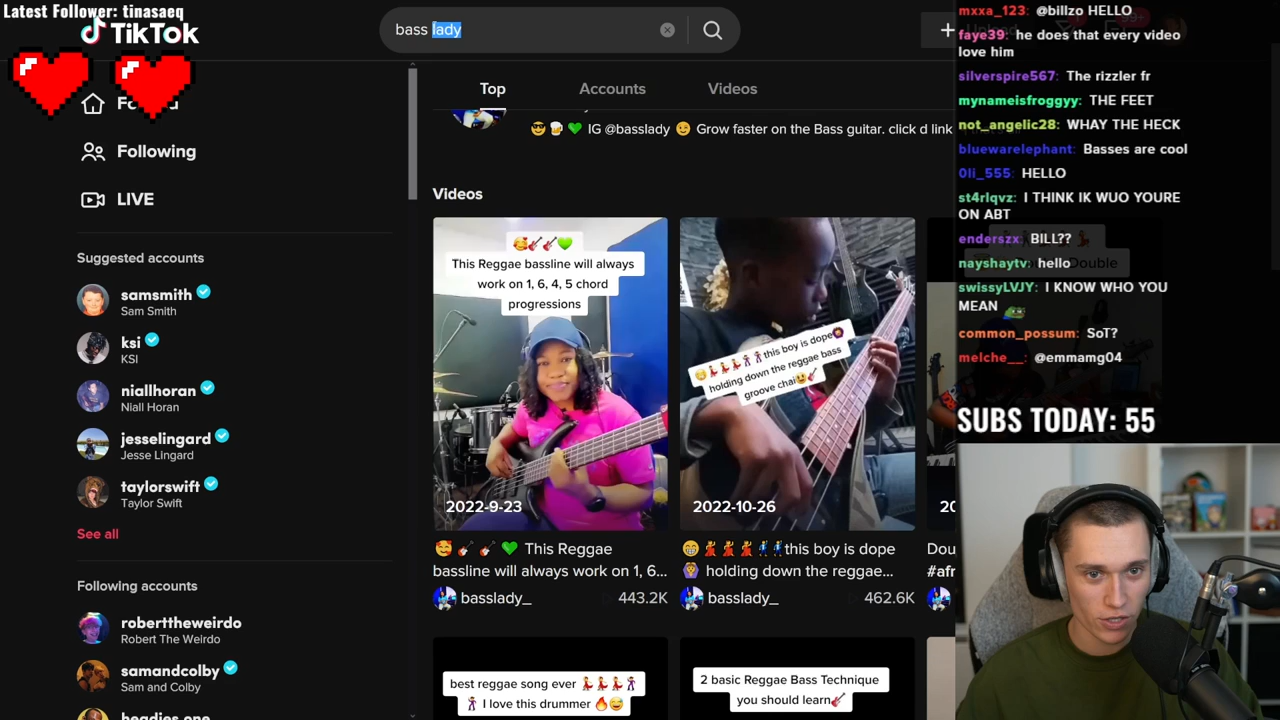 Latest Follower: tinasaeq
TikTok
bass lady
Following
LIVE
Suggested accounts
samsmith
Sam Smith
ksi
KSI
niallhoran
Niall Horan
jesselingard
Jesse Lingard
taylorswift
Taylor Swift
See all
Following accounts
roberttheweirdo
Robert The Weirdo
samandcolby
Sam and Colby
Top
Accounts
Videos
😎 🍺 💚 IG @basslady 😉 Grow faster on the Bass guitar. click d link
Videos
🥰🎸🎸💚
This Reggae bassline will always
work on 1, 6, 4, 5 chord
progressions
2022-9-23
🥰 🎸 🎸 💚 This Reggae
bassline will always work on 1, 6...
basslady_
443.2K
this boy is dope
holding down the reggae bass
groove chai
2022-10-26
😁 💃 💃 💃 👯 this boy is dope
🙆 holding down the reggae...
basslady_
462.6K
Double
20
Dou
#afr
best reggae song ever 💃💃💃🕺
🕺 I love this drummer 🔥😅
2 basic Reggae Bass Technique
you should learn🎸
mxxa_123: @billzo HELLO
faye39: he does that every video
love him
silverspire567: The rizzler fr
mynameisfroggyy: THE FEET
not_angelic28: WHAY THE HECK
bluewarelephant: Basses are cool
0li_555: HELLO
st4rlqvz: I THINK IK WUO YOURE
ON ABT
enderszx: BILL??
nayshaytv: hello
swissyLVJY: I KNOW WHO YOU
MEAN
common_possum: SoT?
melche__: @emmamg04
SUBS TODAY: 55